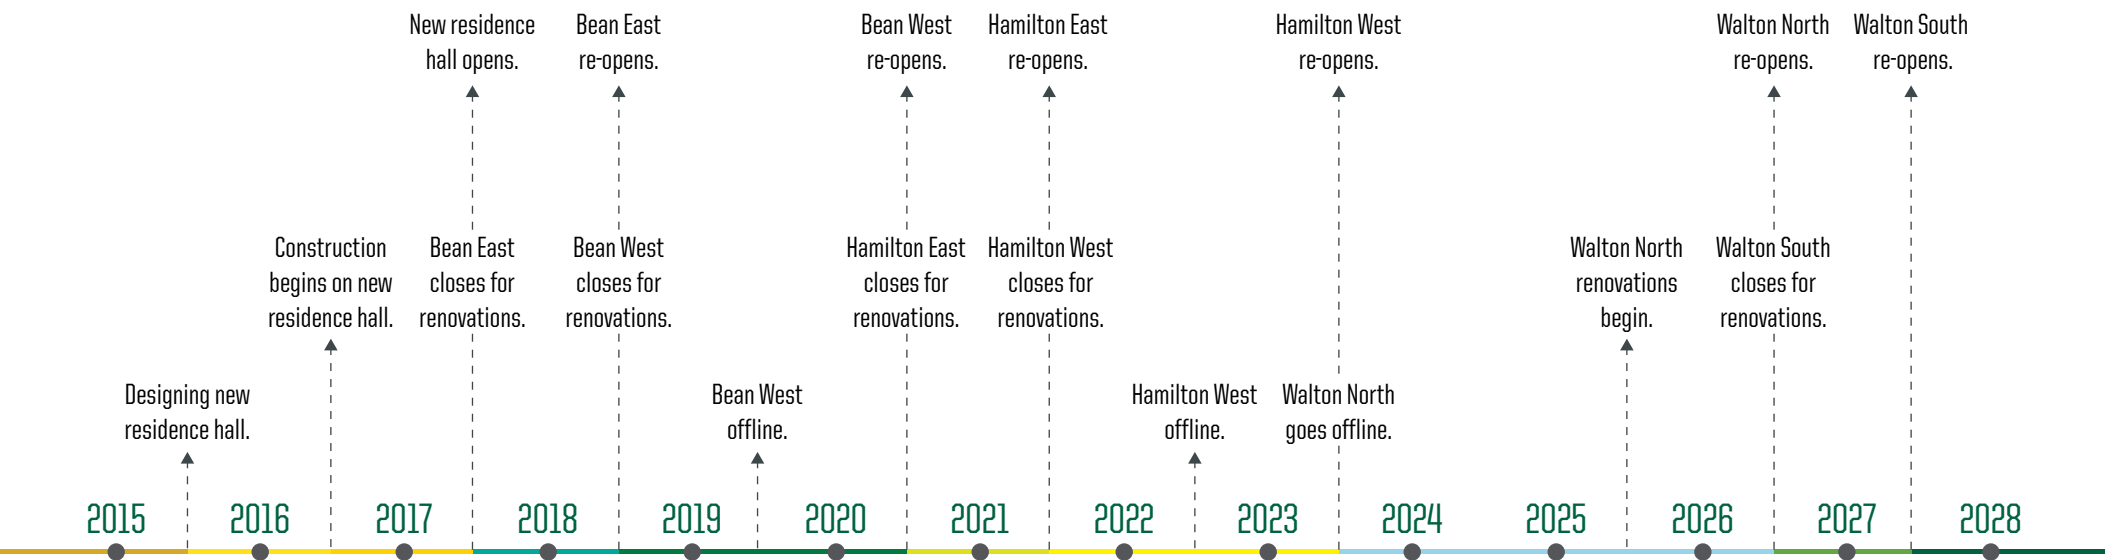 New residence
hall opens.
Bean East
re-opens.
Bean West
re-opens.
Hamilton East
re-opens.
Hamilton West
re-opens.
Walton North
re-opens.
Walton South
re-opens.
Construction
begins on new
residence hall.
Bean East
closes for
renovations.
Bean West
closes for
renovations.
Hamilton East
closes for
renovations.
Hamilton West
closes for
renovations.
Walton North
renovations
begin.
Walton South
closes for
renovations.
Designing new
residence hall.
Bean West
offline.
Hamilton West
offline.
Walton North
goes offline.
2015 2016 2017 2018 2019 2020 2021 2022 2023 2024 2025 2026 2027 2028